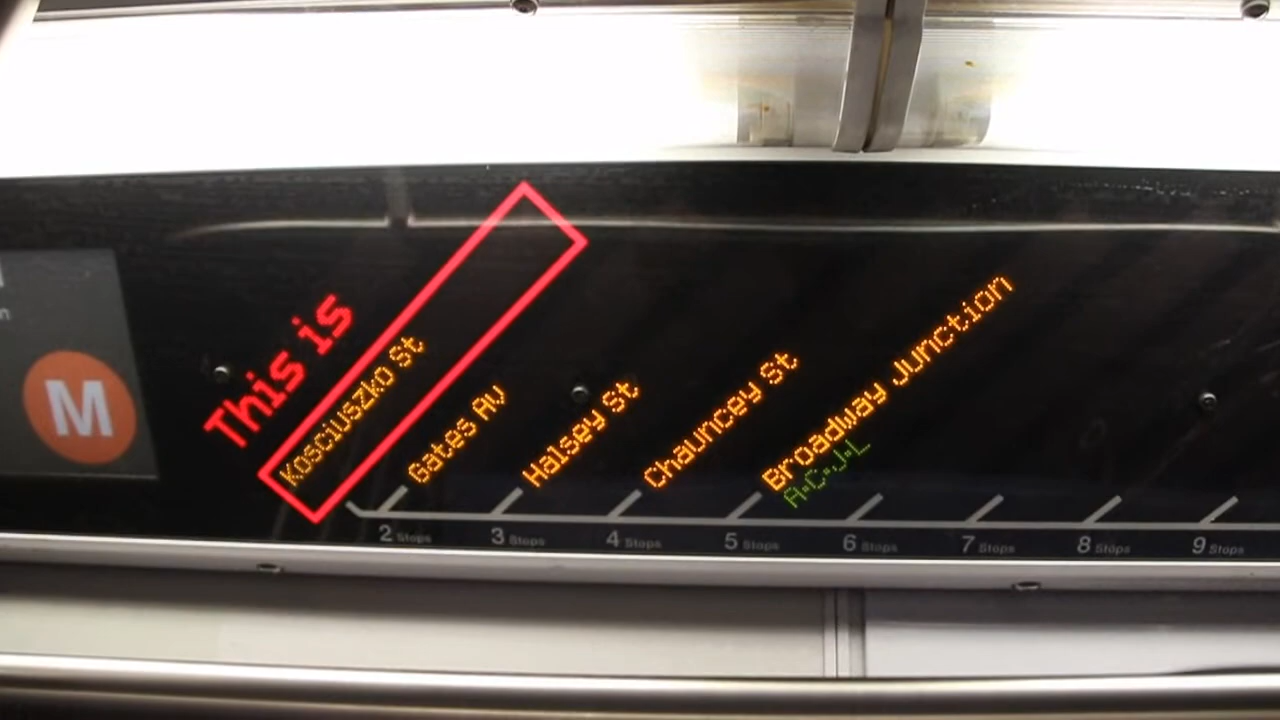 This is
Kosciuszko St
Gates Av
Halsey St
Chauncey St
Broadway Junction
A•C•J•L
M
2 Stops
3 Stops
4 Stops
5 Stops
6 Stops
7 Stops
8 Stops
9 Stops